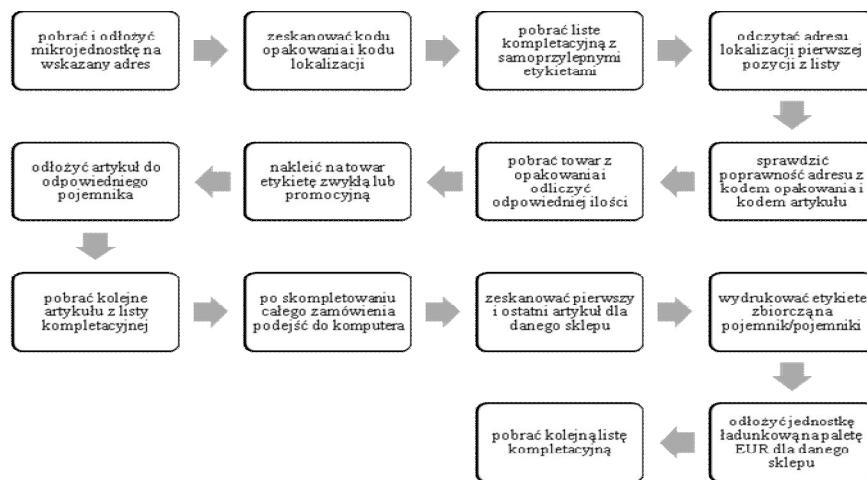 pobrać i odłożyć
mikrojednostkę na
wskazany adres
zeskanować kodu
opakowania i kodu
lokalizacji
pobrać liste
kompletacyjną z
samoprzylepnymi
etykietami
odczytać adresu
lokalizacji pierwszej
pozycji z listy
sprawdzić
poprawność adresu z
kodem opakowania i
kodem artykułu
pobrać towar z
opakowania i
odliczyć
odpowiedniej ilości
nakleić na towar
etykietę zwykłą lub
promocyjną
odłożyć artykuł do
odpowiedniego
pojemnika
pobrać kolejne
artykułu z listy
kompletacyjnej
po skompletowaniu
całego zamówienia
podejść do komputera
zeskanować pierwszy
i ostatni artykuł dla
danego sklepu
wydrukować etykiete
zbiorczą na
pojemnik/pojemniki
odłożyć jednostkę
ładunkową na paletę
EUR dla danego
sklepu
pobrać kolejną listę
kompletacyjną